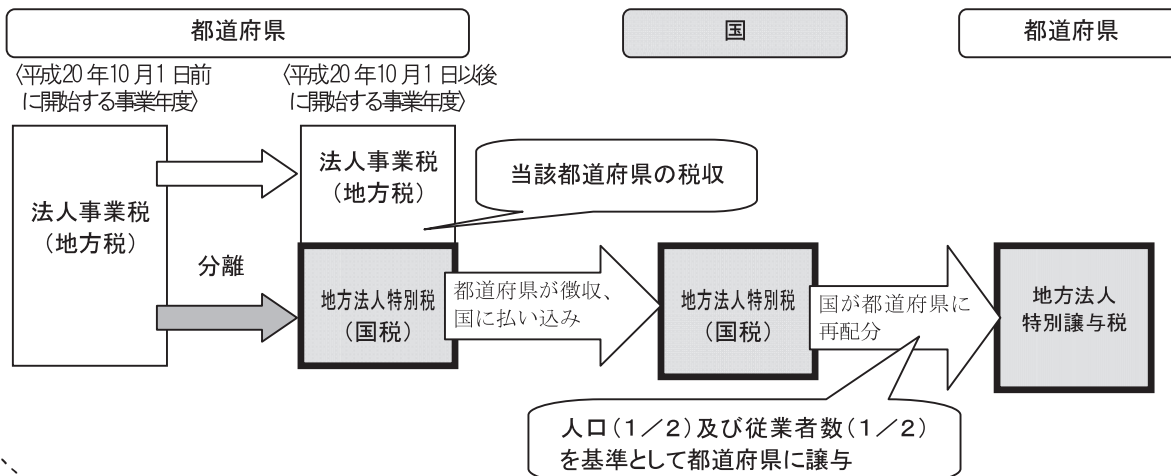 都道府県
国
都道府県
〈平成20年10月1日前
に開始する事業年度〉
〈平成20年10月1日以後
に開始する事業年度〉
法人事業税
（地方税）
分離
法人事業税
（地方税）
当該都道府県の税収
地方法人特別税
（国税）
都道府県が徴収、
国に払い込み
地方法人特別税
（国税）
国が都道府県に
再配分
地方法人
特別譲与税
人口（1／2）及び従業者数（1／2）
を基準として都道府県に譲与